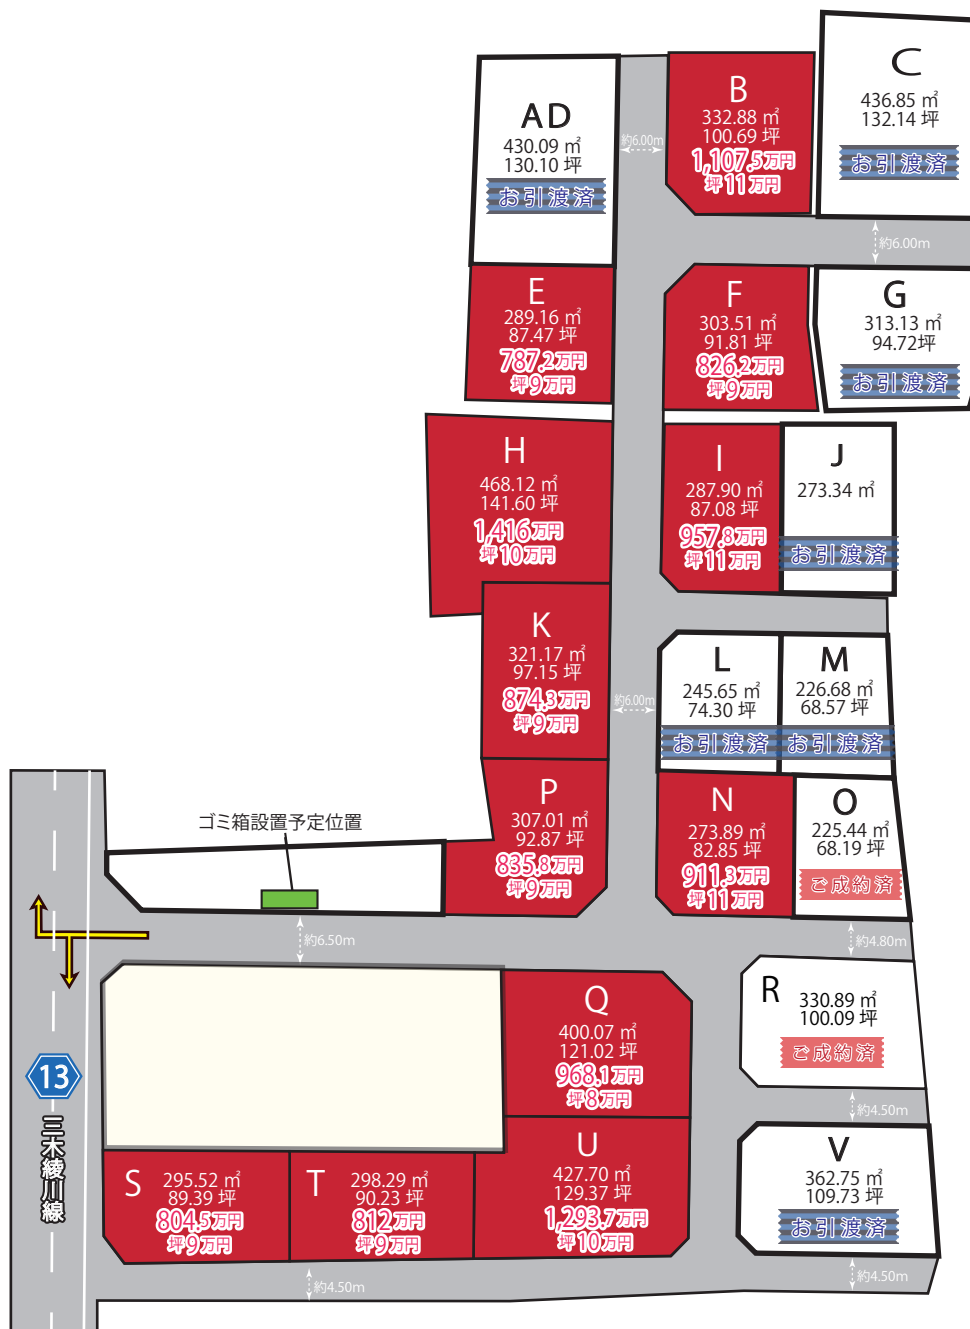 C
436.85 ㎡
132.14 坪
お引渡済
AD
430.09 ㎡
130.10 坪
お引渡済
約6.00m
B
332.88 ㎡
100.69 坪
1,107.5万円
坪11万円
約6.00m
E
289.16 ㎡
87.47 坪
787.2万円
坪9万円
F
303.51 ㎡
91.81 坪
826.2万円
坪9万円
G
313.13 ㎡
94.72坪
お引渡済
H
468.12 ㎡
141.60 坪
1,416万円
坪10万円
I
287.90 ㎡
87.08 坪
957.8万円
坪11万円
J
273.34 ㎡
お引渡済
K
321.17 ㎡
97.15 坪
874.3万円
坪9万円
約6.00m
L
245.65 ㎡
74.30 坪
お引渡済
M
226.68 ㎡
68.57 坪
お引渡済
P
307.01 ㎡
92.87 坪
835.8万円
坪9万円
N
273.89 ㎡
82.85 坪
911.3万円
坪11万円
O
225.44 ㎡
68.19 坪
ご成約済
ゴミ箱設置予定位置
約6.50m
約4.80m
Q
400.07 ㎡
121.02 坪
968.1万円
坪8万円
R
330.89 ㎡
100.09 坪
ご成約済
13
三木綾川線
約4.50m
S
295.52 ㎡
89.39 坪
804.5万円
坪9万円
T
298.29 ㎡
90.23 坪
812万円
坪9万円
U
427.70 ㎡
129.37 坪
1,293.7万円
坪10万円
V
362.75 ㎡
109.73 坪
お引渡済
約4.50m
約4.50m